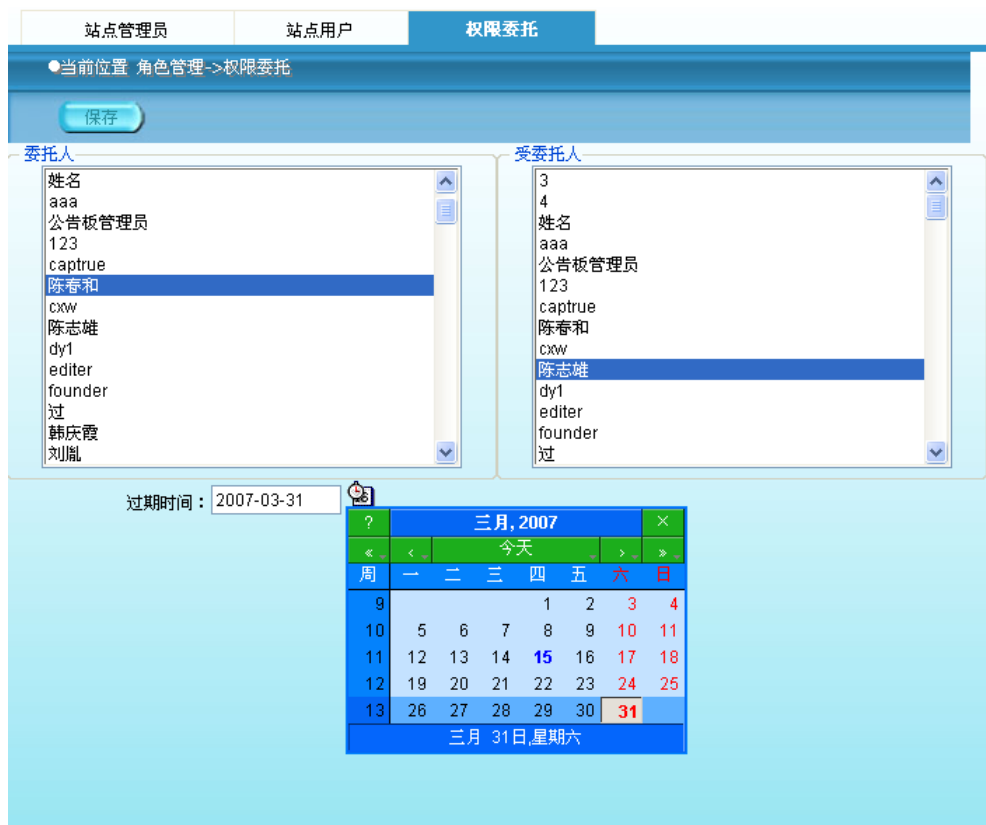 站点管理员 站点用户 权限委托
●当前位置 角色管理->权限委托
保存
委托人
姓名
aaa
公告板管理员
123
captrue
陈春和
cxw
陈志雄
dy1
editer
founder
过
韩庆霞
刘胤
受委托人
3
4
姓名
aaa
公告板管理员
123
captrue
陈春和
cxw
陈志雄
dy1
editer
founder
过
过期时间：2007-03-31
? 三月, 2007 ×
« ‹ 今天 › »
周 一 二 三 四 五 六 日
9 1 2 3 4
10 5 6 7 8 9 10 11
11 12 13 14 15 16 17 18
12 19 20 21 22 23 24 25
13 26 27 28 29 30 31
三月 31日,星期六